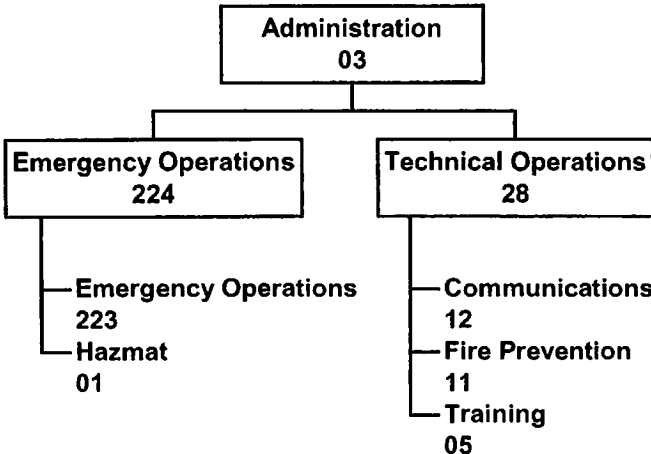 Administration
03
Emergency Operations
224
Technical Operations
28
Emergency Operations
223
Hazmat
01
Communications
12
Fire Prevention
11
Training
05